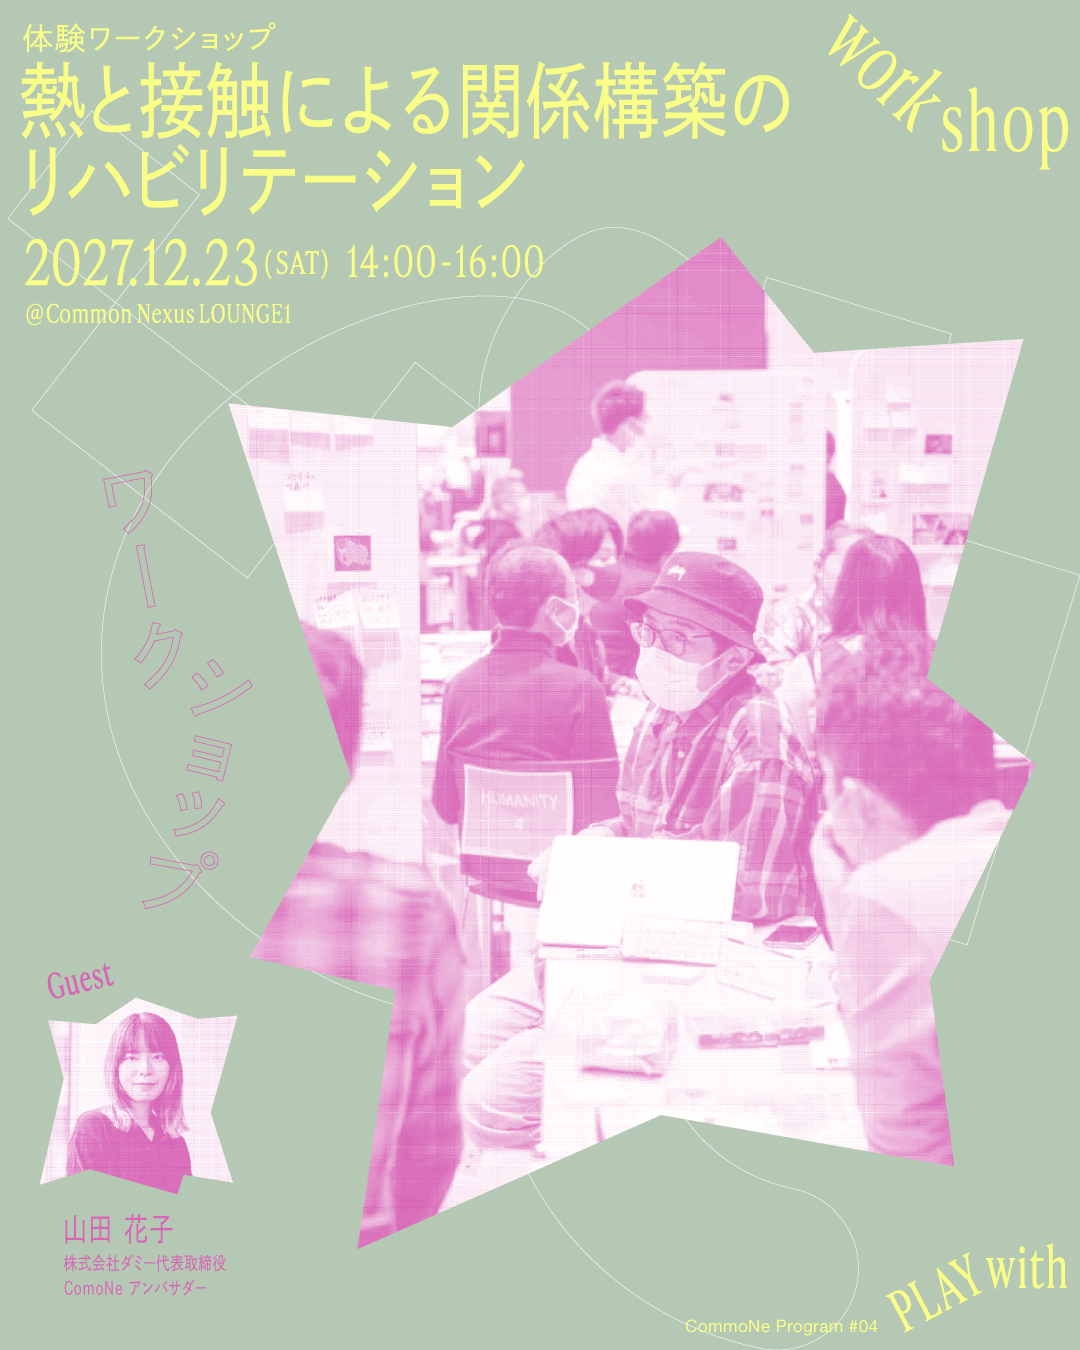 体験ワークショップ
熱と接触による関係構築の
リハビリテーション
2027.12.23(SAT) 14:00-16:00
@Common Nexus LOUNGE1
Work
shop
ワークショップ
HUMANITY
4
Guest
山田 花子
株式会社ダミー代表取締役
ComoNe アンバサダー
PLAY with
CommoNe Program #04